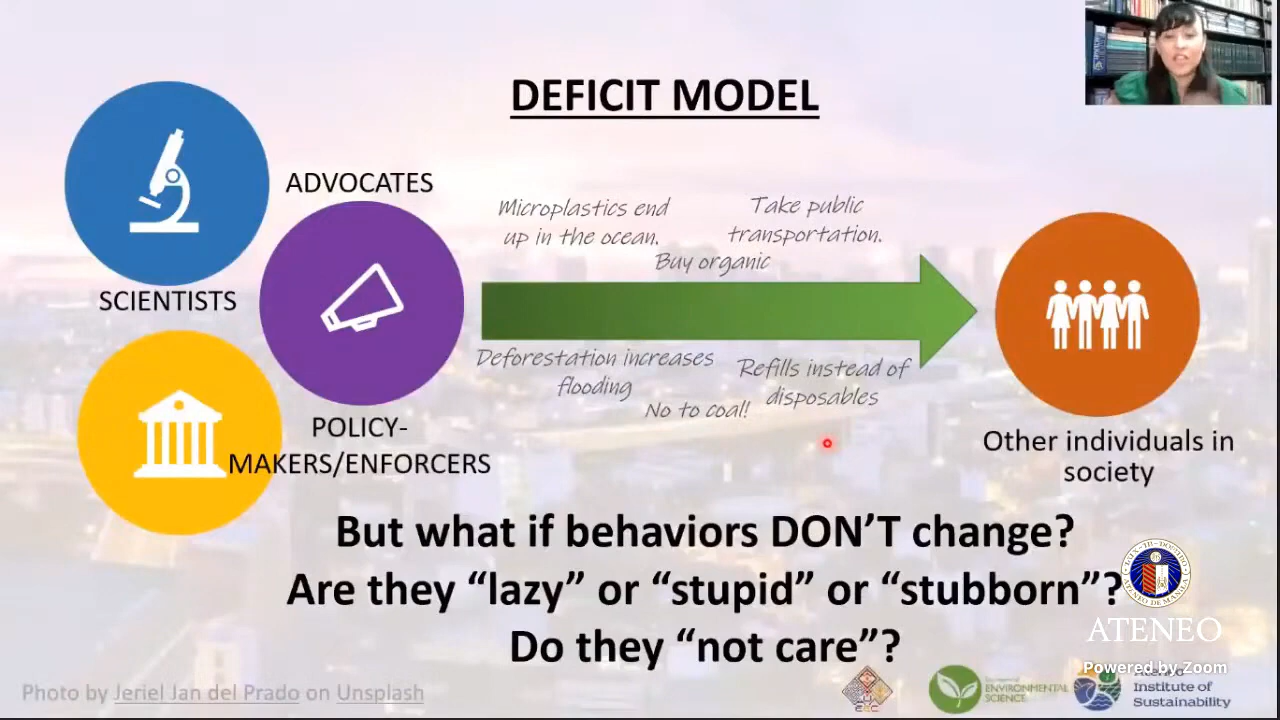 DEFICIT MODEL
ADVOCATES
SCIENTISTS
POLICY-
MAKERS/ENFORCERS
Microplastics end
up in the ocean.
Take public
transportation.
Buy organic
Deforestation increases
flooding
Refills instead of
disposables
No to coal!
Other individuals in
society
But what if behaviors DON'T change?
Are they “lazy” or “stupid” or “stubborn”?
Do they “not care”?
ATENEO
Powered by Zoom
Photo by Jeriel Jan del Prado on Unsplash
ENVIRONMENTAL
SCIENCE
Ateneo
Institute of
Sustainability